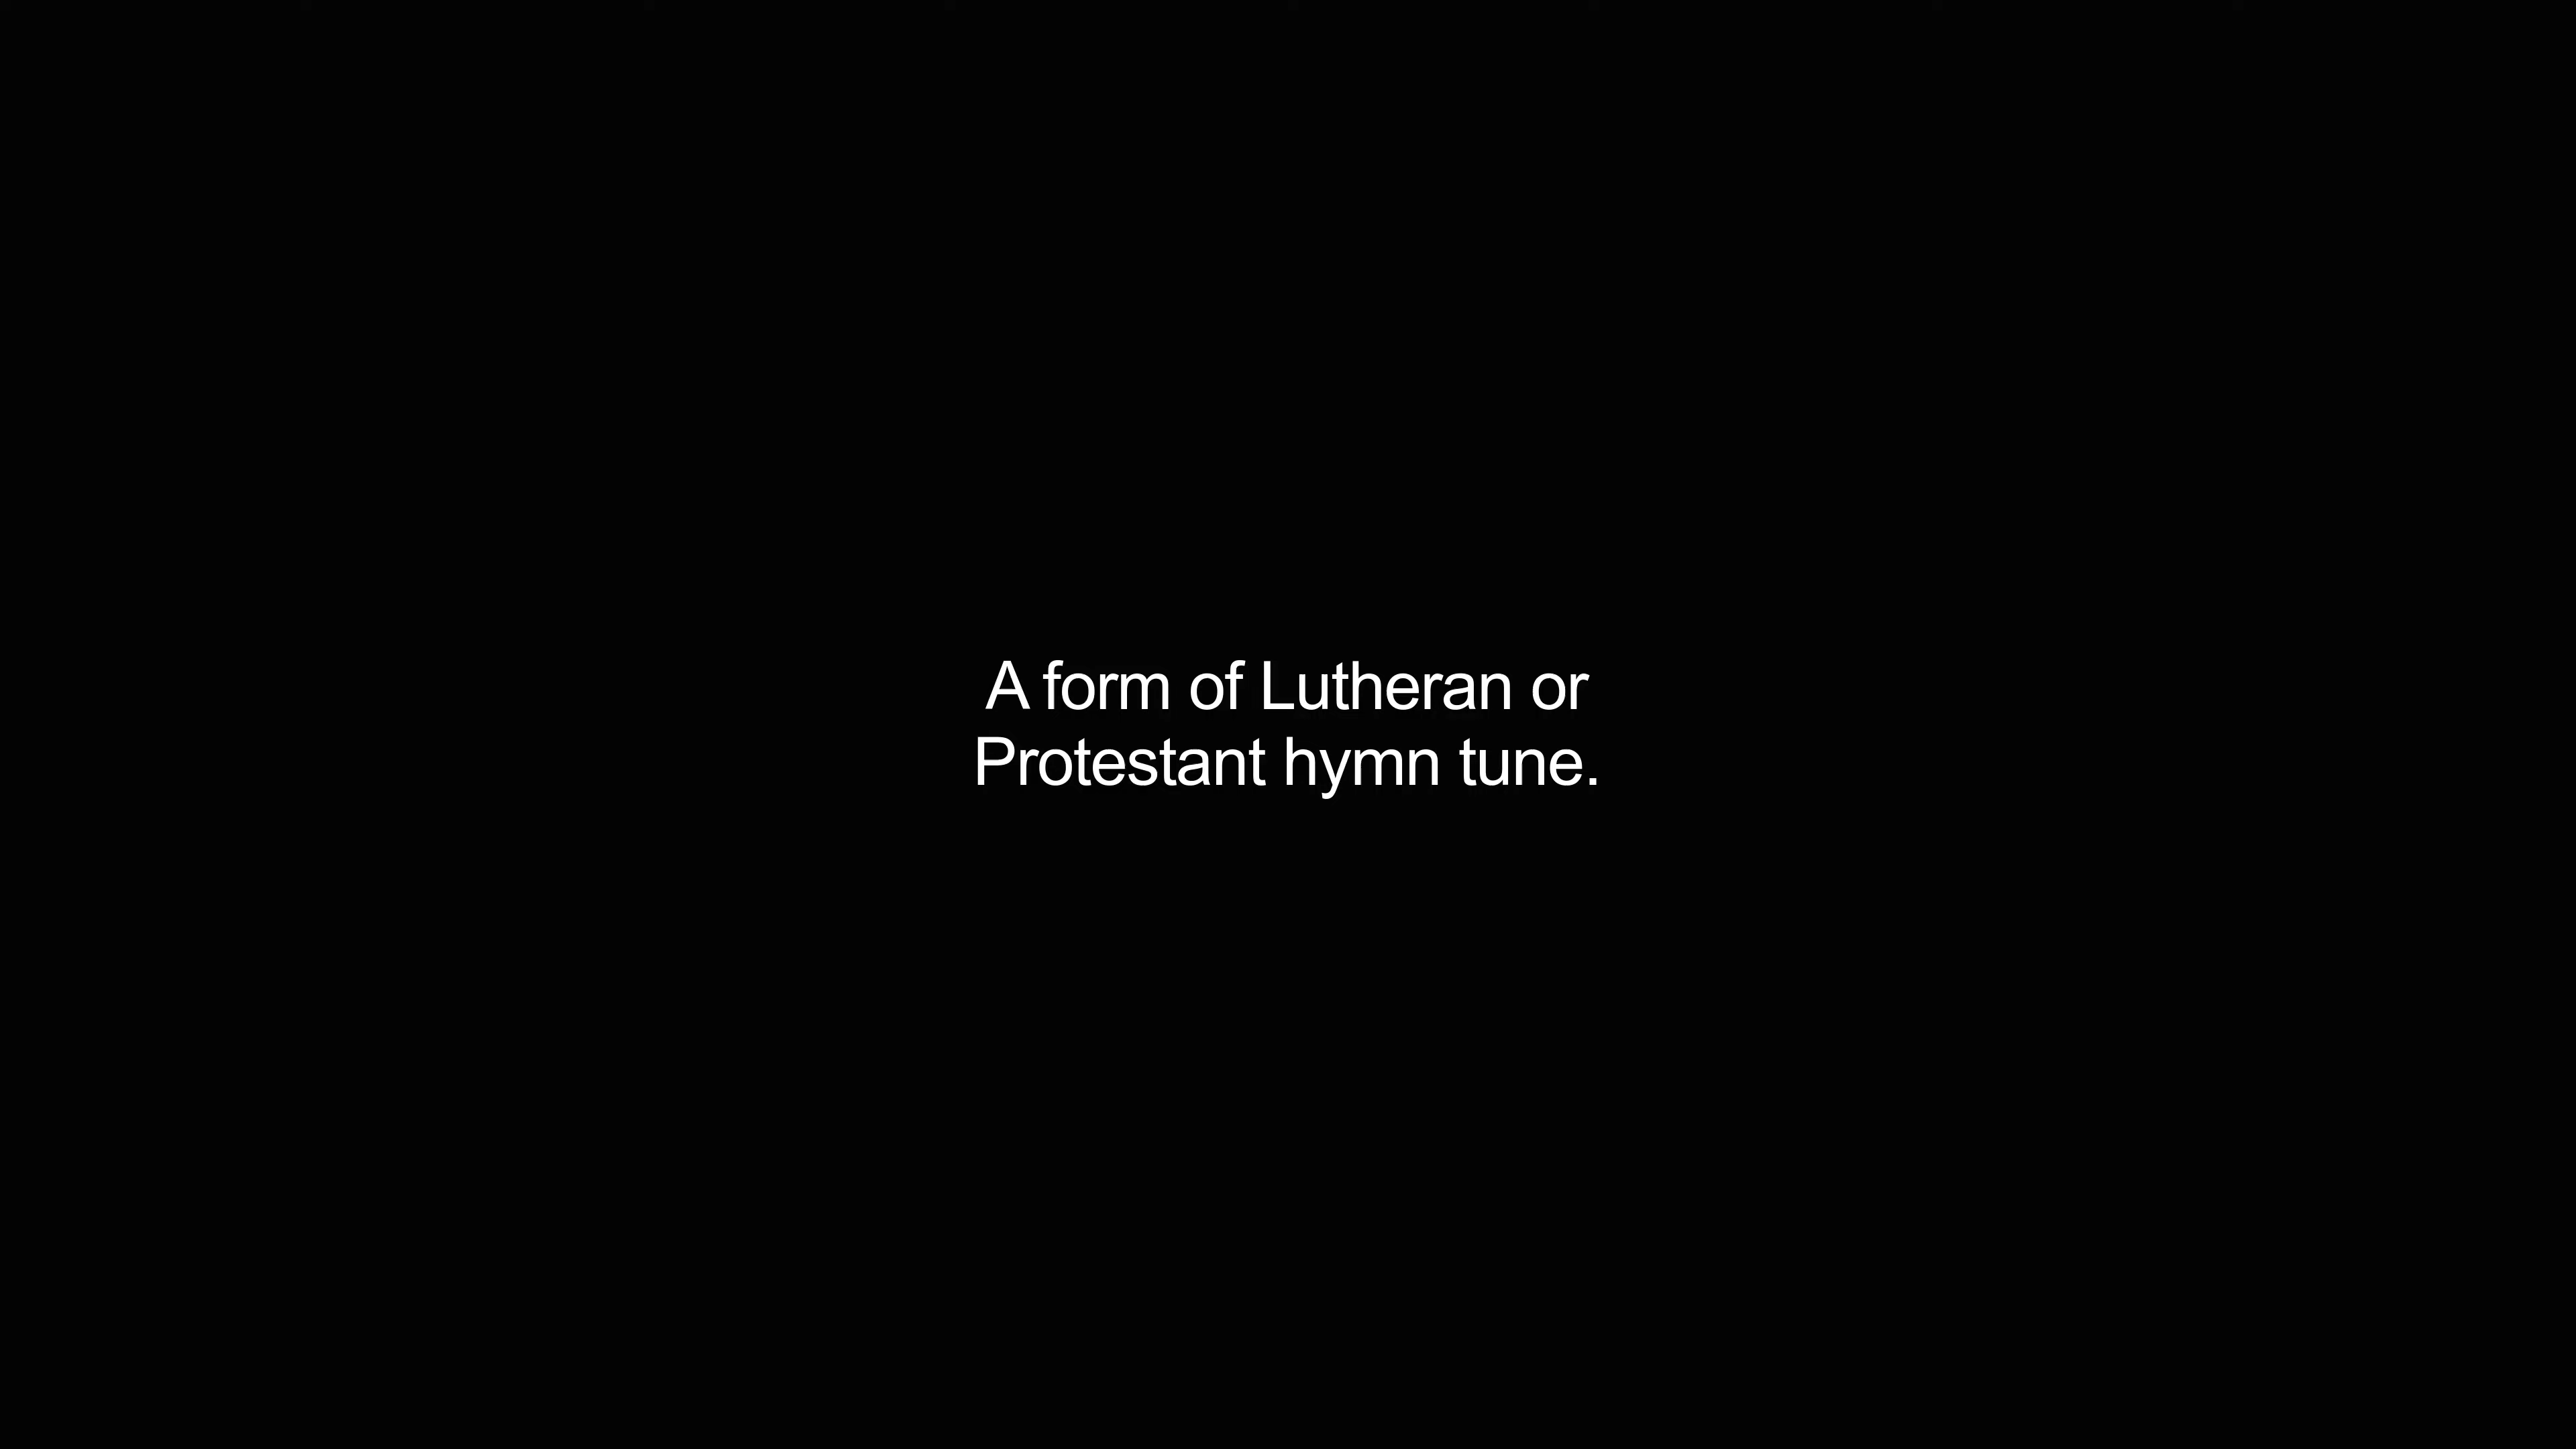 A form of Lutheran or
Protestant hymn tune.